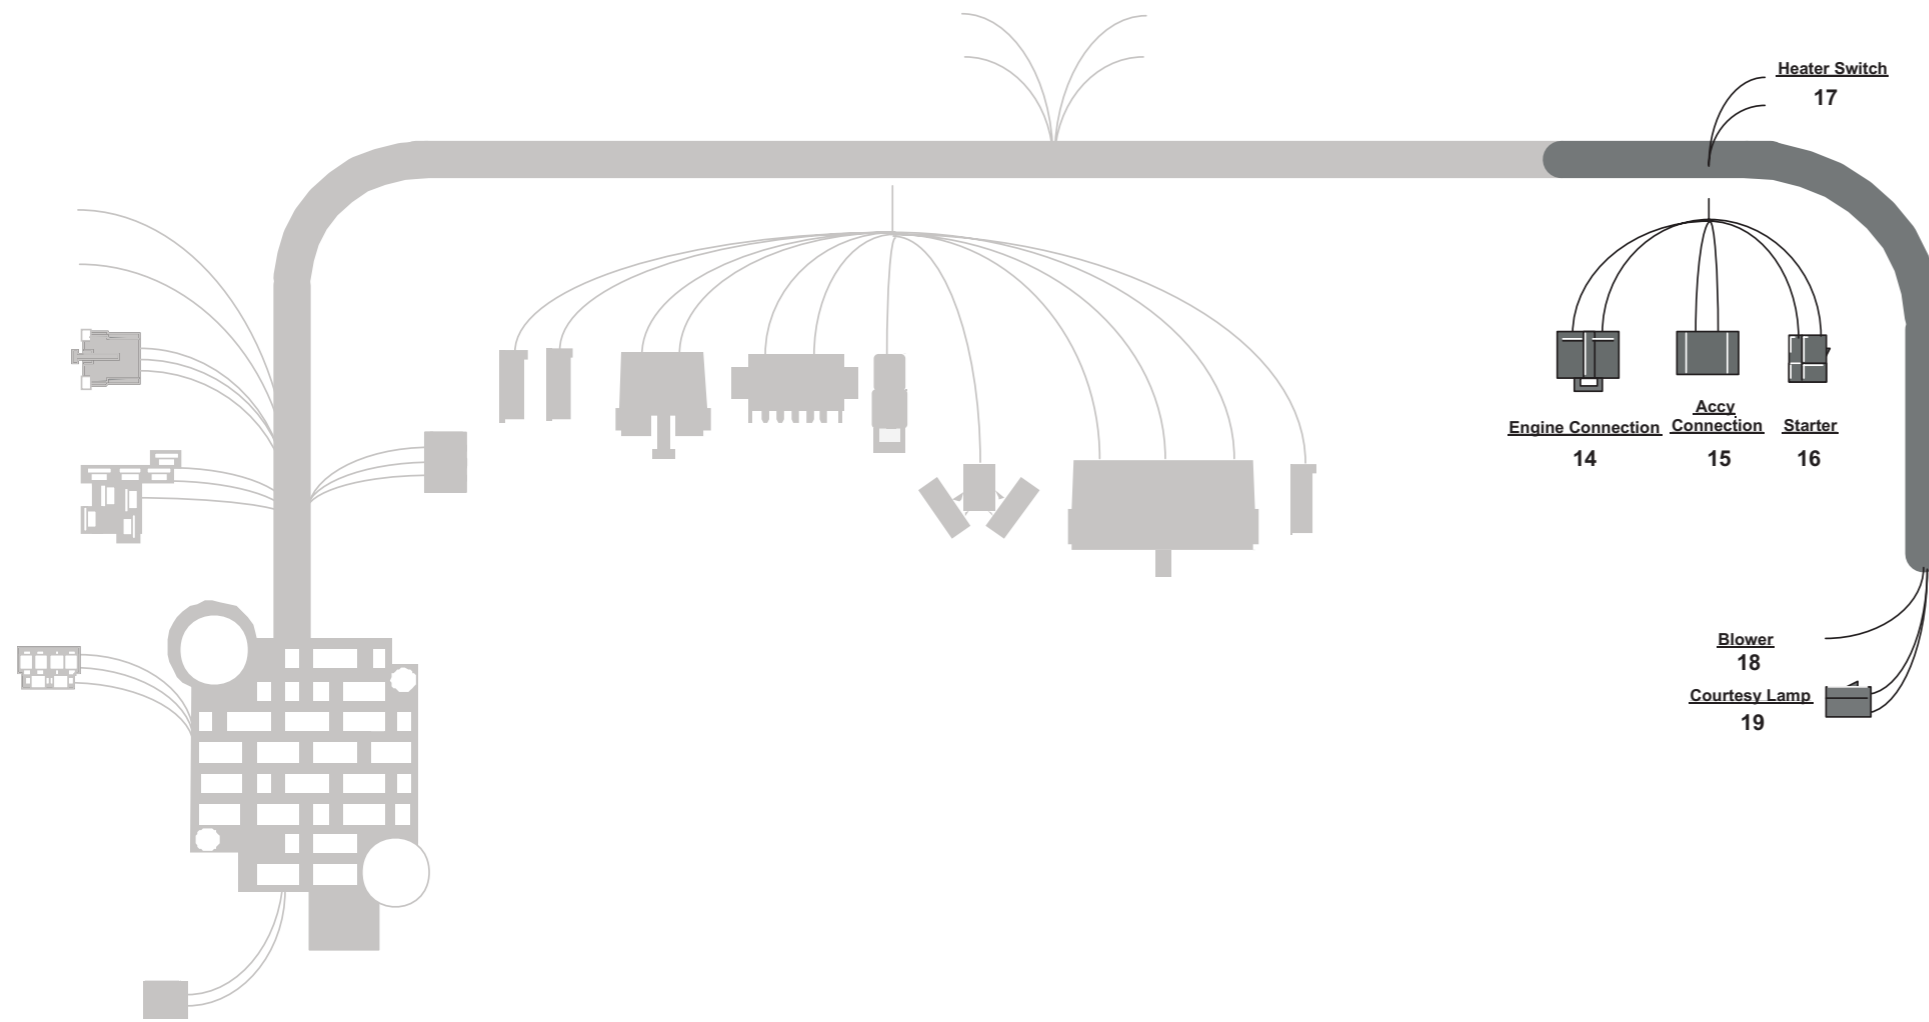 Heater Switch
17
Engine Connection
14
Accy
Connection
15
Starter
16
Blower
18
Courtesy Lamp
19